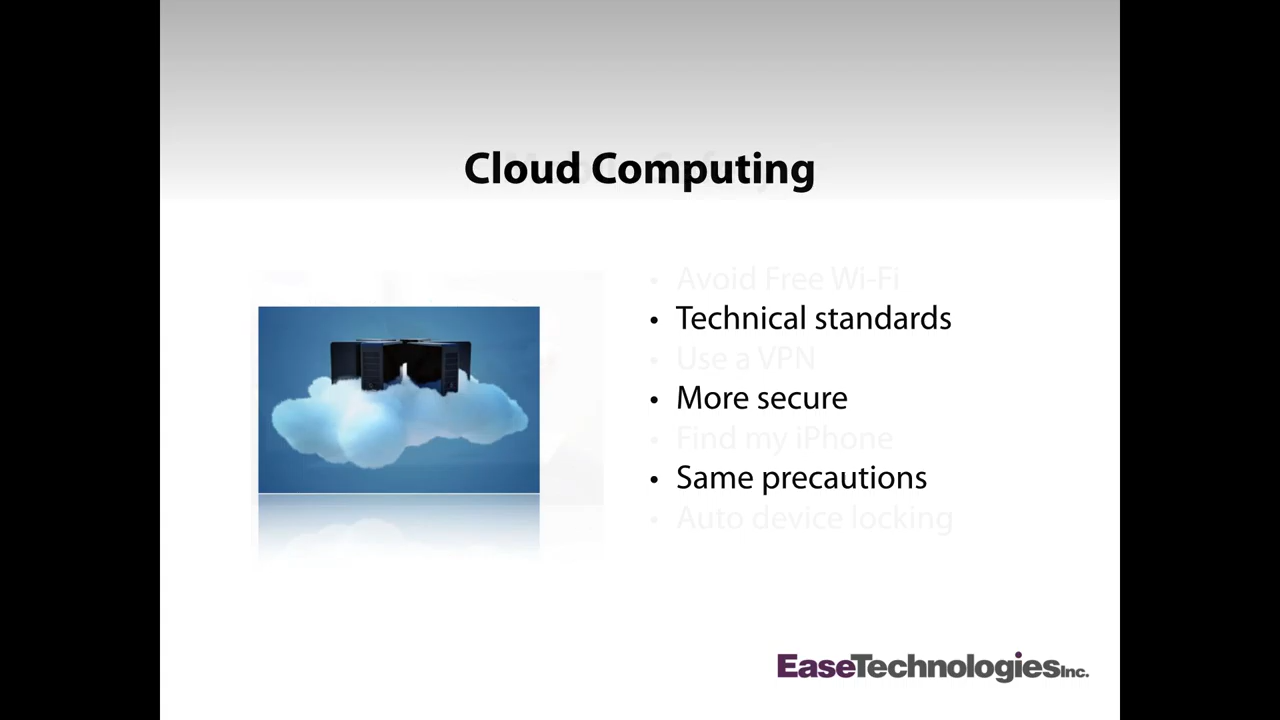 Cloud Computing
• Avoid Free Wi-Fi
• Technical standards
• Use a VPN
• More secure
• Find my iPhone
• Same precautions
• Auto device locking
EaseTechnologies Inc.